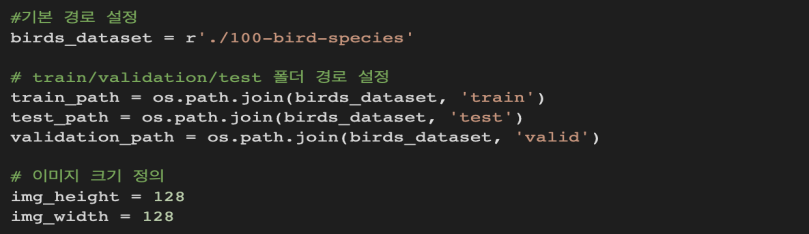 #기본 경로 설정
birds_dataset = r'./100-bird-species'
# train/validation/test 폴더 경로 설정
train_path = os.path.join(birds_dataset, 'train')
test_path = os.path.join(birds_dataset, 'test')
validation_path = os.path.join(birds_dataset, 'valid')
# 이미지 크기 정의
img_height = 128
img_width = 128